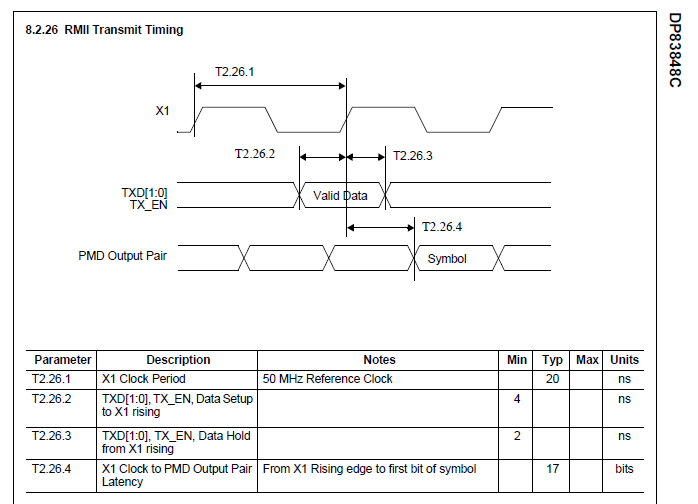 8.2.26 RMII Transmit Timing
DP83848C
T2.26.1
X1
T2.26.2
T2.26.3
TXD[1:0]
TX_EN
Valid Data
T2.26.4
PMD Output Pair
Symbol
Parameter Description Notes Min Typ Max Units
T2.26.1 X1 Clock Period 50 MHz Reference Clock 20 ns
T2.26.2 TXD[1:0], TX_EN, Data Setup 4 ns
to X1 rising
T2.26.3 TXD[1:0], TX_EN, Data Hold 2 ns
from X1 rising
T2.26.4 X1 Clock to PMD Output Pair From X1 Rising edge to first bit of symbol 17 bits
Latency